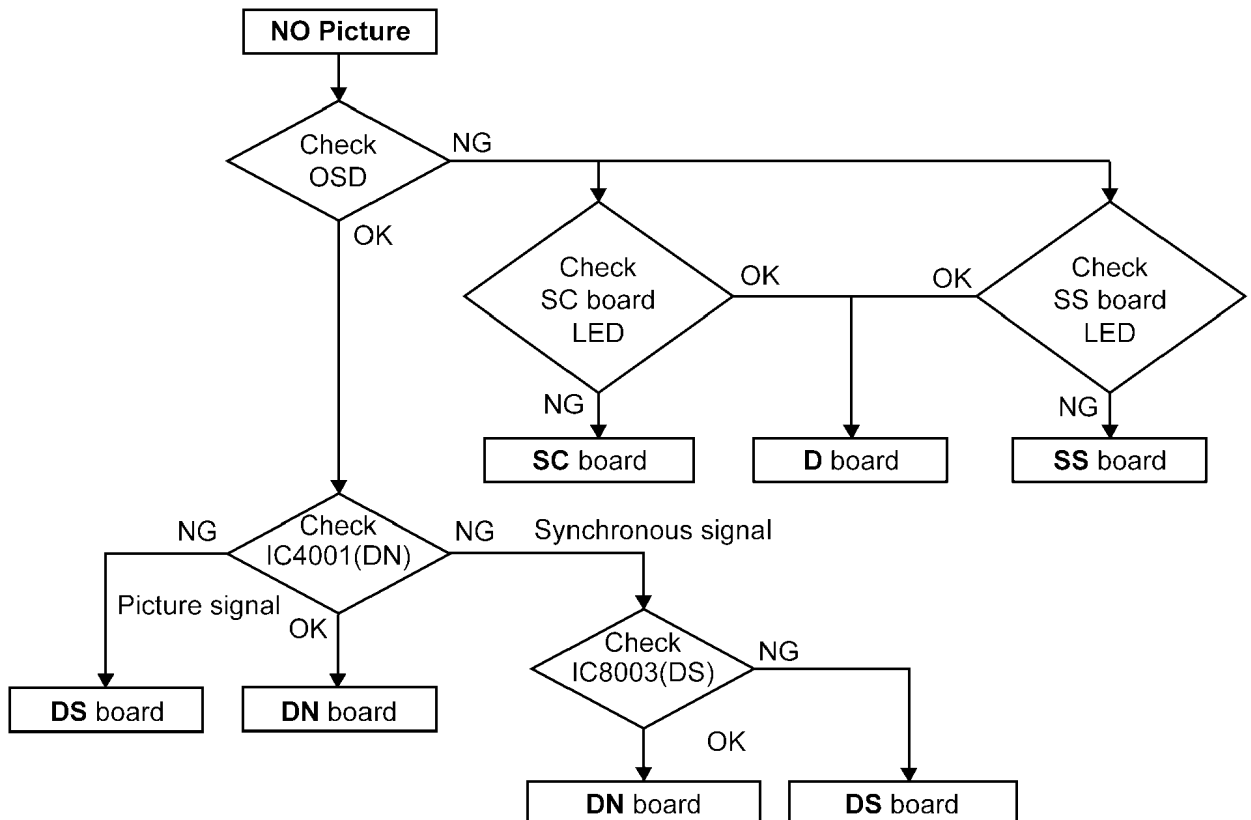 NO Picture
Check
OSD
NG
OK
Check
SC board
LED
OK
NG
OK
Check
SS board
LED
NG
SC board
D board
SS board
NG
Check
IC4001(DN)
NG
Synchronous signal
Picture signal
OK
Check
IC8003(DS)
NG
OK
DS board
DN board
DN board
DS board